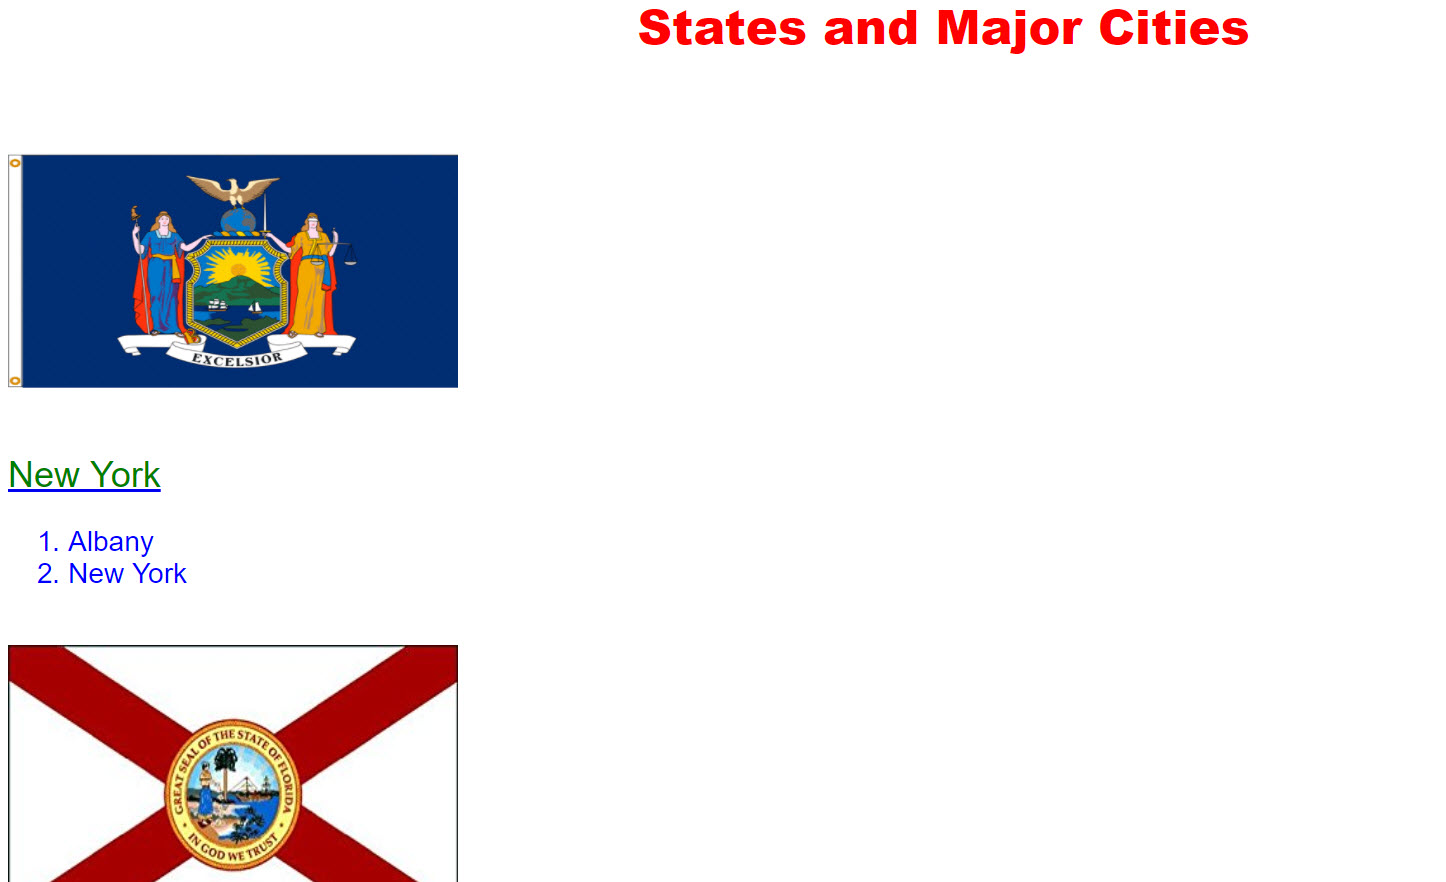 States and Major Cities
EXCELSIOR
New York
1. Albany
2. New York
GREAT SEAL OF THE STATE OF FLORIDA
IN GOD WE TRUST